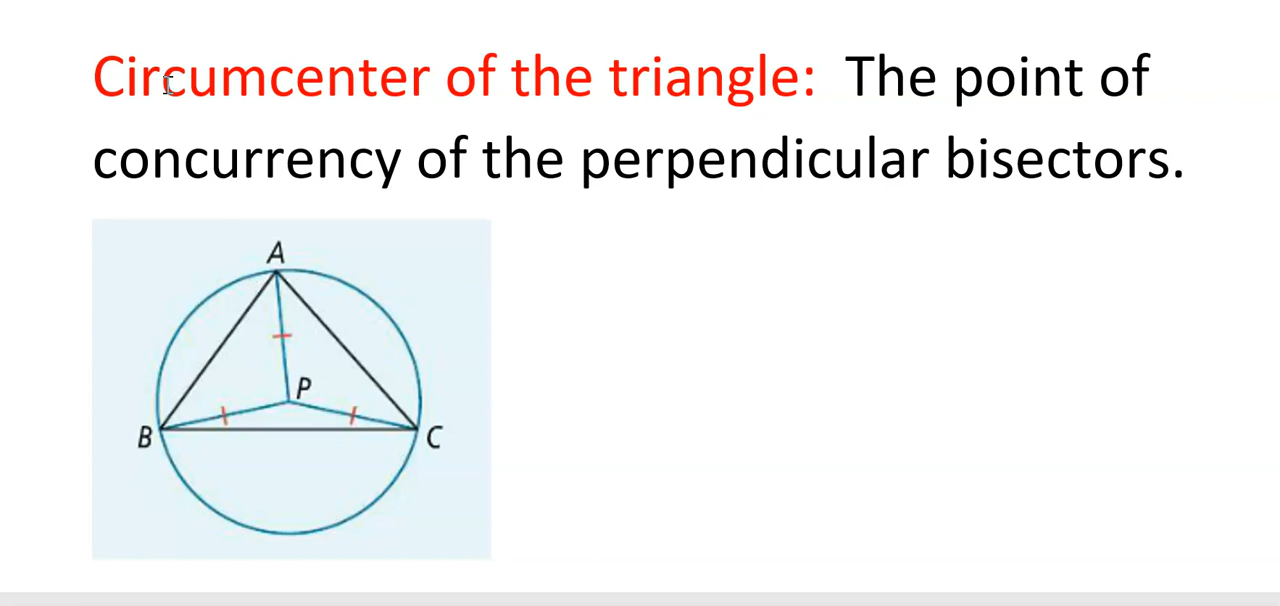 Circumcenter of the triangle: The point of
concurrency of the perpendicular bisectors.
A
P
B
C